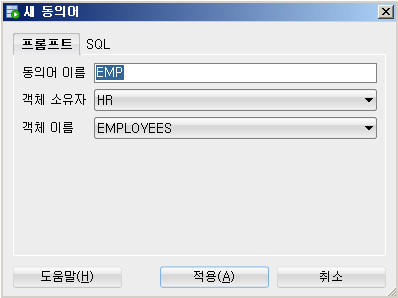 새 동의어
프롬프트 SQL
동의어 이름 EMP
객체 소유자 HR
객체 이름 EMPLOYEES
도움말(H) 적용(A) 취소